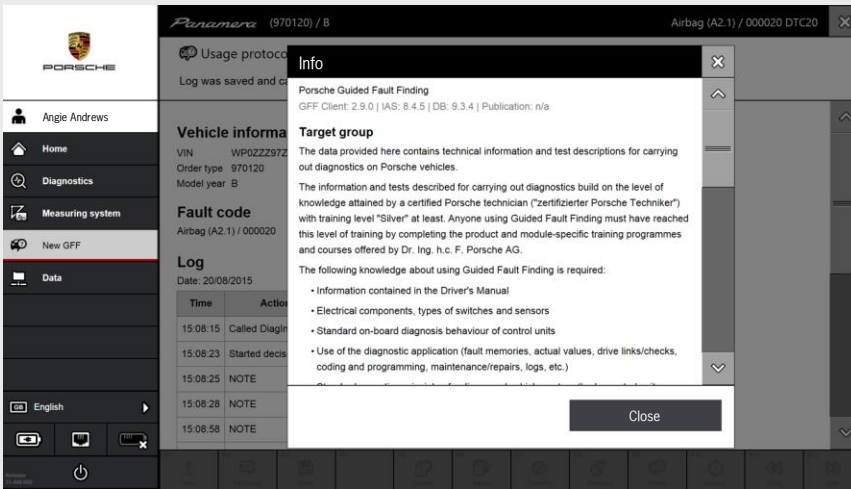 PORSCHE
Angie Andrews
Home
Diagnostics
Measuring system
New GFF
Data
GB English
Panamera (970120) / B
Airbag (A2.1) / 000020 DTC20
Usage protoco
Log was saved and ca
Vehicle informa
VIN WP0ZZZ97Z
Order type 970120
Model year B
Fault code
Airbag (A2.1) / 000020
Log
Date: 20/08/2015
Time Action
15:08:15 Called DiagIn
15:08:23 Started decis
15:08:25 NOTE
15:08:28 NOTE
15:08:58 NOTE
Info
Porsche Guided Fault Finding
GFF Client: 2.9.0 | IAS: 8.4.5 | DB: 9.3.4 | Publication: n/a
Target group
The data provided here contains technical information and test descriptions for carrying
out diagnostics on Porsche vehicles.
The information and tests described for carrying out diagnostics build on the level of
knowledge attained by a certified Porsche technician ("zertifizierter Porsche Techniker")
with training level "Silver" at least. Anyone using Guided Fault Finding must have reached
this level of training by completing the product and module-specific training programmes
and courses offered by Dr. Ing. h.c. F. Porsche AG.
The following knowledge about using Guided Fault Finding is required:
• Information contained in the Driver's Manual
• Electrical components, types of switches and sensors
• Standard on-board diagnosis behaviour of control units
• Use of the diagnostic application (fault memories, actual values, drive links/checks,
coding and programming, maintenance/repairs, logs, etc.)
Close